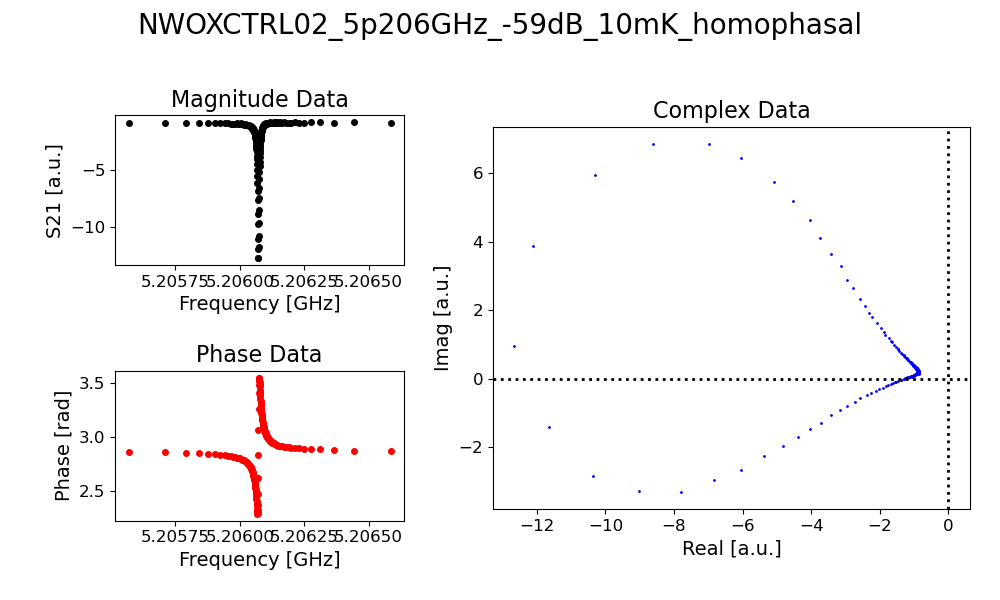 NWOXCTRL02_5p206GHz_-59dB_10mK_homophasal
Magnitude Data
S21 [a.u.]
−5
−10
5.20575 5.20600 5.20625 5.20650
Frequency [GHz]
Phase Data
Phase [rad]
3.5
3.0
2.5
5.20575 5.20600 5.20625 5.20650
Frequency [GHz]
Complex Data
Imag [a.u.]
6
4
2
0
−2
−12 −10 −8 −6 −4 −2 0
Real [a.u.]